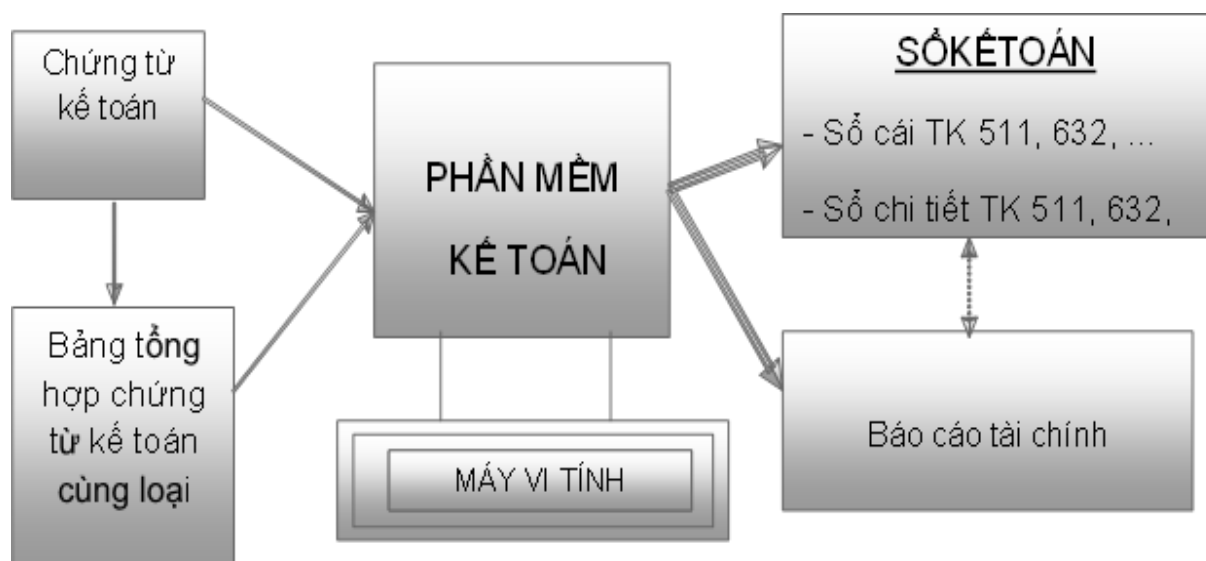 Chứng từ
kế toán
Bảng tổng
hợp chứng
từ kế toán
cùng loại
PHẦN MỀM
KẾ TOÁN
MÁY VI TÍNH
SỔKẾTOÁN
- Sổ cái TK 511, 632, ...
- Sổ chi tiết TK 511, 632,
Báo cáo tài chính